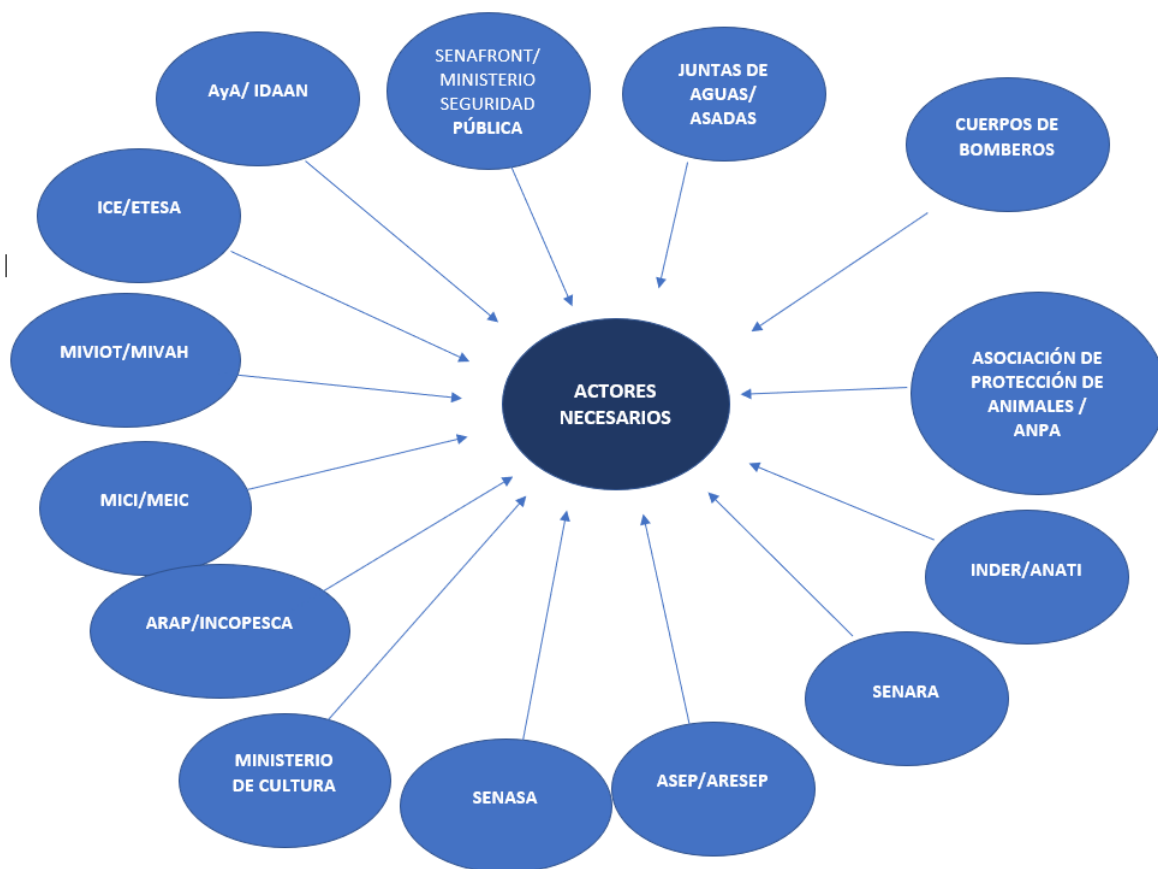 AyA/ IDAAN
SENAFRONT/
MINISTERIO
SEGURIDAD
PÚBLICA
JUNTAS DE
AGUAS/
ASADAS
CUERPOS DE
BOMBEROS
ICE/ETESA
MIVIOT/MIVAH
ACTORES
NECESARIOS
ASOCIACIÓN DE
PROTECCIÓN DE
ANIMALES /
ANPA
MICI/MEIC
INDER/ANATI
ARAP/INCOPESCA
SENARA
MINISTERIO
DE CULTURA
SENASA
ASEP/ARESEP